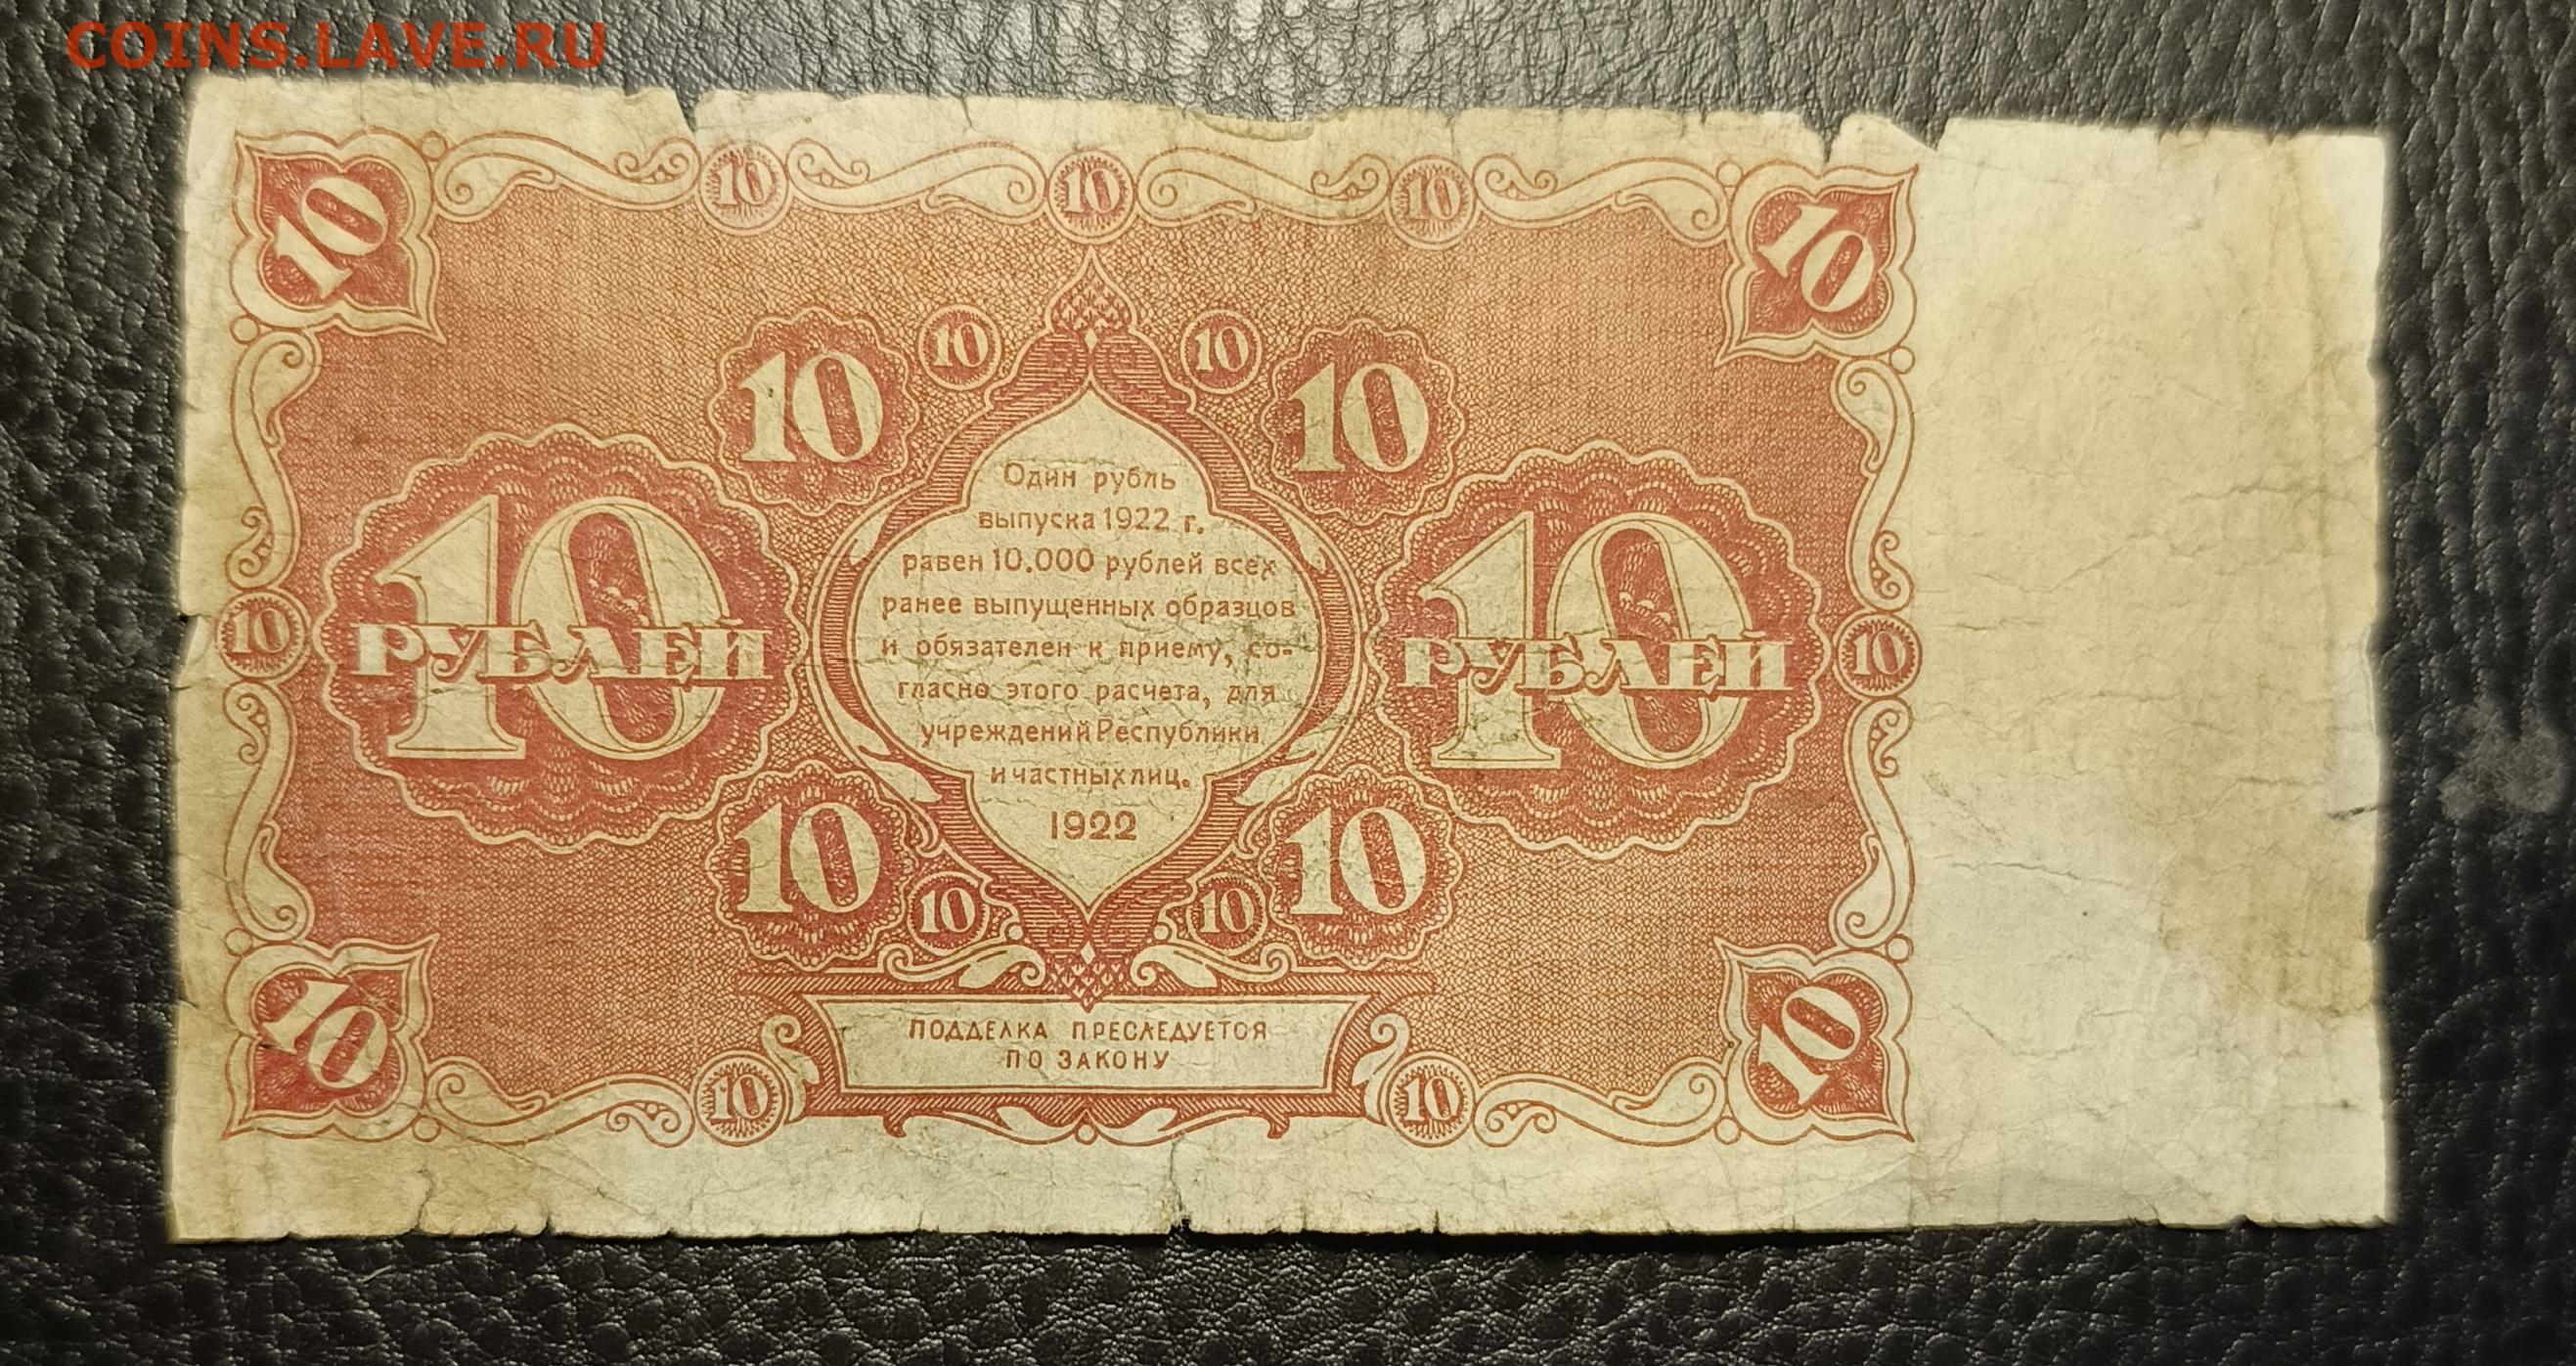 COINS.LAVE.RU
10 10 10 10 10
10 10 10 10
Один рубль
выпуска 1922 г.
равен 10.000 рублей всех
ранее выпущенных образцов
и обязателен к приему, со-
гласно этого расчета, для
учреждений Республики
и частных лиц.
1922
10 10 РУБЛЕЙ
10 РУБЛЕЙ 10
10 10 10 10
ПОДДЕЛКА ПРЕСЛЕДУЕТСЯ
ПО ЗАКОНУ
10 10 10 10